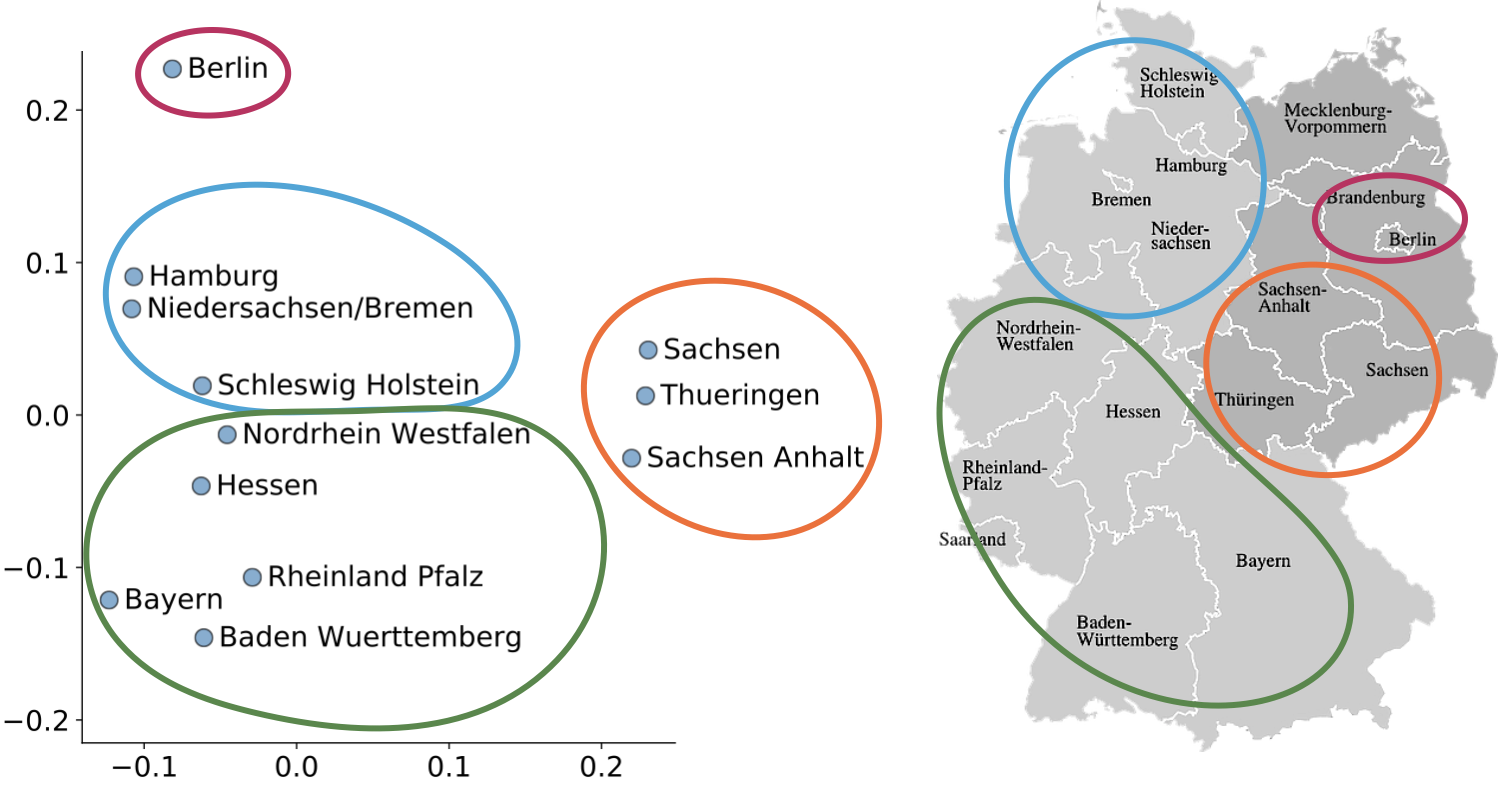 Berlin
0.2
0.1
Hamburg
Niedersachsen/Bremen
Sachsen
Schleswig Holstein
Thueringen
0.0
Nordrhein Westfalen
Sachsen Anhalt
Hessen
−0.1
Rheinland Pfalz
Bayern
Baden Wuerttemberg
−0.2
−0.1
0.0
0.1
0.2
Schleswig
Holstein
Mecklenburg-
Vorpommern
Hamburg
Bremen
Brandenburg
Nieder-
sachsen
Berlin
Sachsen-
Anhalt
Nordrhein-
Westfalen
Sachsen
Hessen
Thüringen
Rheinland-
Pfalz
Saarland
Bayern
Baden-
Württemberg